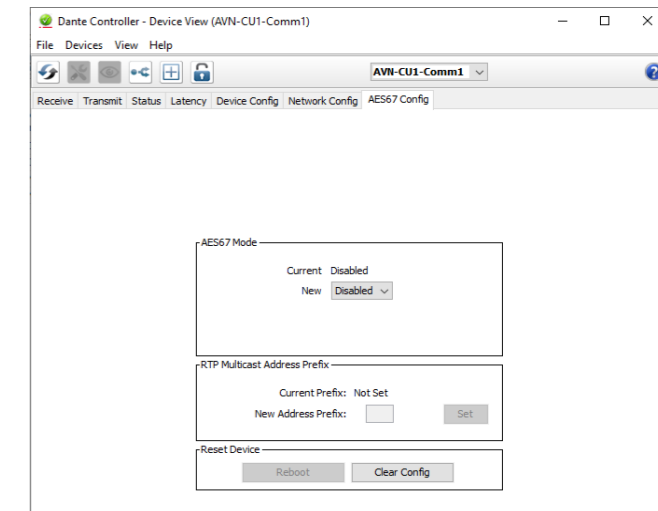 Dante Controller - Device View (AVN-CU1-Comm1)
File Devices View Help
AVN-CU1-Comm1
?
Receive Transmit Status Latency Device Config Network Config AES67 Config
AES67 Mode
Current Disabled
New Disabled
RTP Multicast Address Prefix
Current Prefix: Not Set
New Address Prefix: Set
Reset Device
Reboot Clear Config